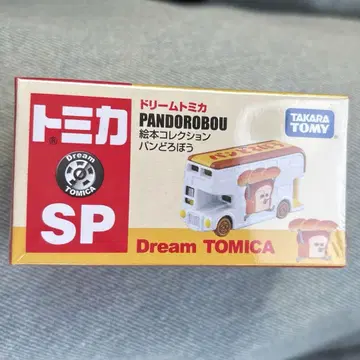 トミカ
®
Dream
TOMICA
SP
ドリームトミカ
PANDOROBOU
絵本コレクション
パンどろぼう
TAKARA
TOMY
Dream TOMICA